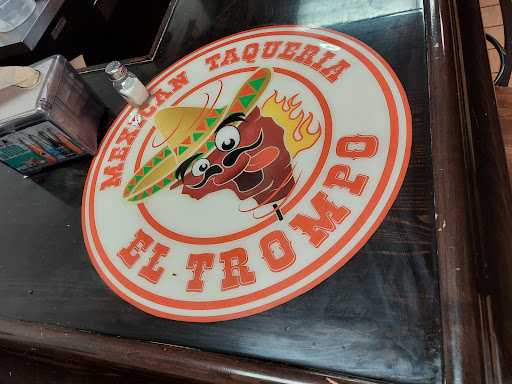 MEXICAN TAQUERIA
EL TROMPO